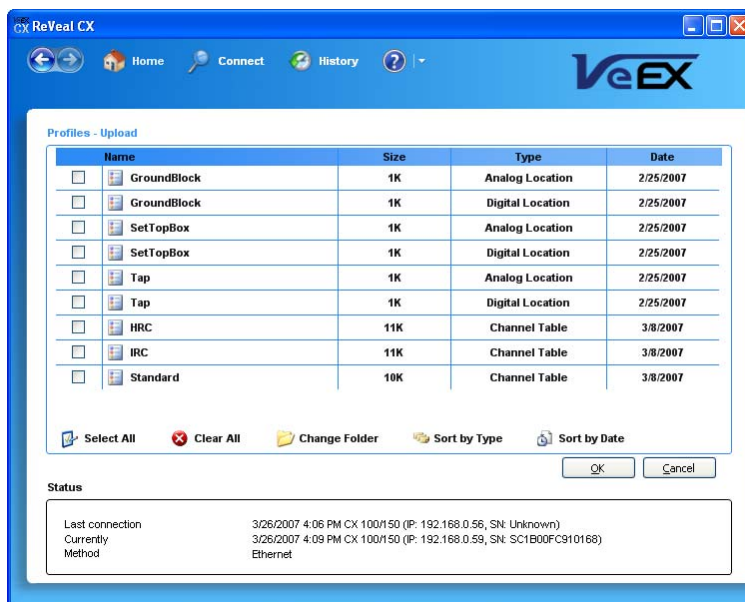 CX ReVeal CX
Home Connect History ?
VeEX
Profiles - Upload
Name Size Type Date
GroundBlock 1K Analog Location 2/25/2007
GroundBlock 1K Digital Location 2/25/2007
SetTopBox 1K Analog Location 2/25/2007
SetTopBox 1K Digital Location 2/25/2007
Tap 1K Analog Location 2/25/2007
Tap 1K Digital Location 2/25/2007
HRC 11K Channel Table 3/8/2007
IRC 11K Channel Table 3/8/2007
Standard 10K Channel Table 3/8/2007
Select All Clear All Change Folder Sort by Type Sort by Date
OK Cancel
Status
Last connection 3/26/2007 4:06 PM CX 100/150 (IP: 192.168.0.56, SN: Unknown)
Currently 3/26/2007 4:09 PM CX 100/150 (IP: 192.168.0.59, SN: SC1B00FC910168)
Method Ethernet